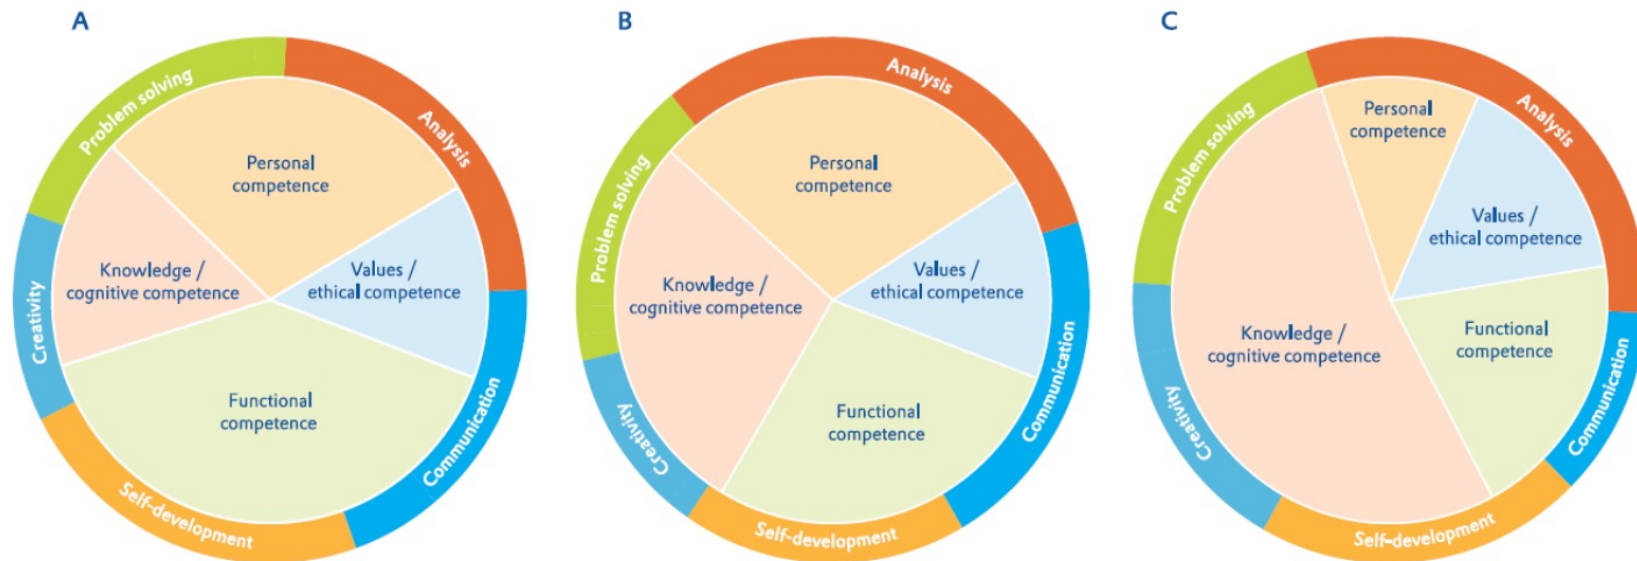 A
Problem solving
Analysis
Personal
competence
Knowledge /
cognitive competence
Values /
ethical competence
Creativity
Functional
competence
Communication
Self-development
B
Analysis
Problem solving
Personal
competence
Knowledge /
cognitive competence
Values /
ethical competence
Functional
competence
Creativity
Communication
Self-development
C
Problem solving
Analysis
Personal
competence
Values /
ethical competence
Knowledge /
cognitive competence
Functional
competence
Creativity
Communication
Self-development